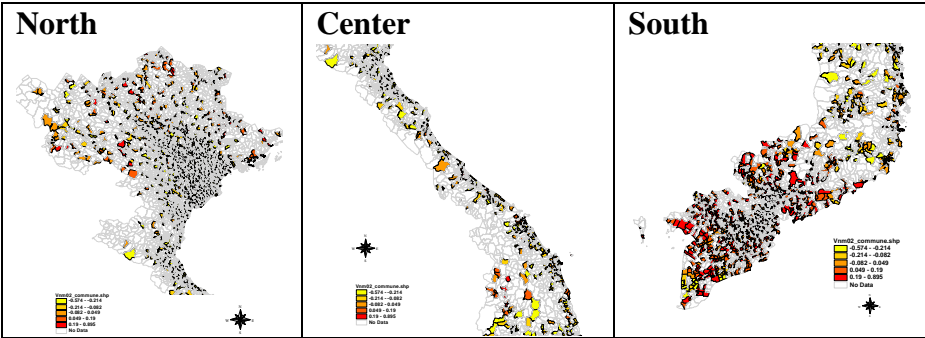 North
Center
South
Vnm02_commune.shp
-0.574 - -0.214
-0.214 - -0.082
-0.082 - 0.049
0.049 - 0.19
0.19 - 0.895
No Data
Vnm02_commune.shp
-0.574 - -0.214
-0.214 - -0.082
-0.082 - 0.049
0.049 - 0.19
0.19 - 0.895
No Data
Vnm02_commune.shp
-0.574 - -0.214
-0.214 - -0.082
-0.082 - 0.049
0.049 - 0.19
0.19 - 0.895
No Data